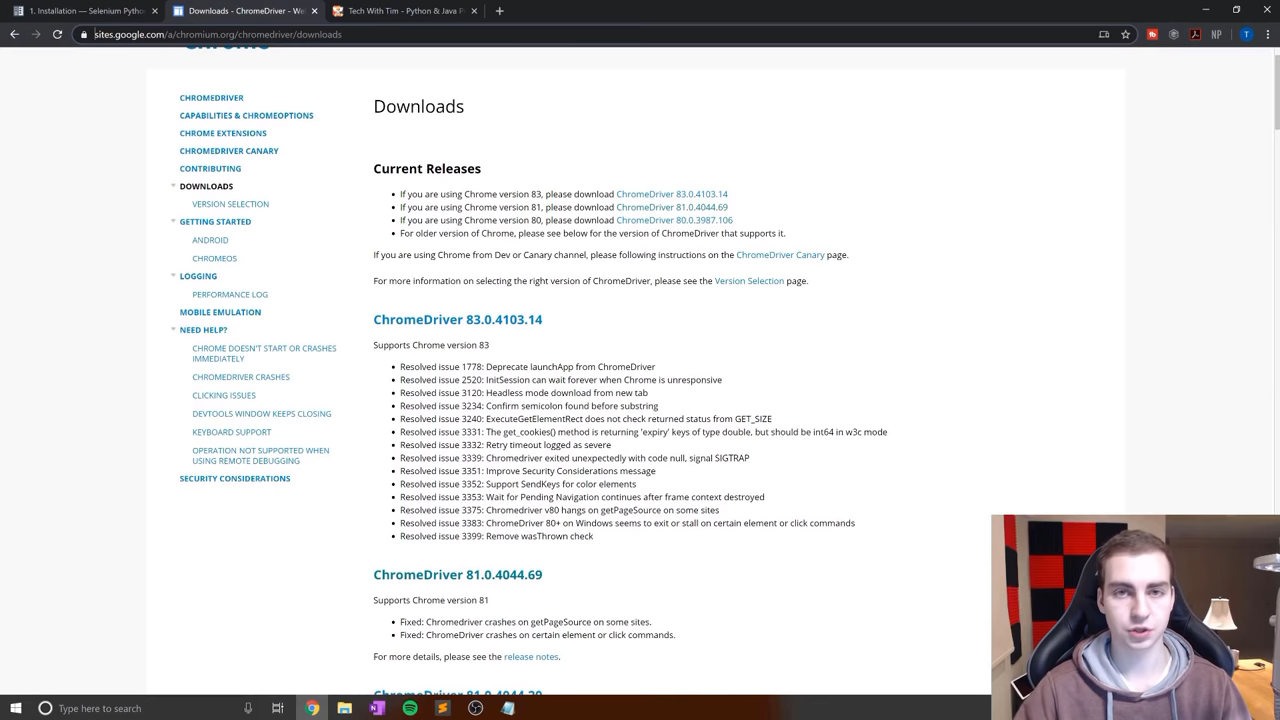 1. Installation — Selenium Pytho
Downloads - ChromeDriver - We
Tech With Tim - Python & Java P
sites.google.com/a/chromium.org/chromedriver/downloads
NP
T
Chrome
CHROMEDRIVER
CAPABILITIES & CHROMEOPTIONS
CHROME EXTENSIONS
CHROMEDRIVER CANARY
CONTRIBUTING
DOWNLOADS
VERSION SELECTION
GETTING STARTED
ANDROID
CHROMEOS
LOGGING
PERFORMANCE LOG
MOBILE EMULATION
NEED HELP?
CHROME DOESN'T START OR CRASHES
IMMEDIATELY
CHROMEDRIVER CRASHES
CLICKING ISSUES
DEVTOOLS WINDOW KEEPS CLOSING
KEYBOARD SUPPORT
OPERATION NOT SUPPORTED WHEN
USING REMOTE DEBUGGING
SECURITY CONSIDERATIONS
Downloads
Current Releases
If you are using Chrome version 83, please download ChromeDriver 83.0.4103.14
If you are using Chrome version 81, please download ChromeDriver 81.0.4044.69
If you are using Chrome version 80, please download ChromeDriver 80.0.3987.106
For older version of Chrome, please see below for the version of ChromeDriver that supports it.
If you are using Chrome from Dev or Canary channel, please following instructions on the ChromeDriver Canary page.
For more information on selecting the right version of ChromeDriver, please see the Version Selection page.
ChromeDriver 83.0.4103.14
Supports Chrome version 83
Resolved issue 1778: Deprecate launchApp from ChromeDriver
Resolved issue 2520: InitSession can wait forever when Chrome is unresponsive
Resolved issue 3120: Headless mode download from new tab
Resolved issue 3234: Confirm semicolon found before substring
Resolved issue 3240: ExecuteGetElementRect does not check returned status from GET_SIZE
Resolved issue 3331: The get_cookies() method is returning 'expiry' keys of type double, but should be int64 in w3c mode
Resolved issue 3332: Retry timeout logged as severe
Resolved issue 3339: Chromedriver exited unexpectedly with code null, signal SIGTRAP
Resolved issue 3351: Improve Security Considerations message
Resolved issue 3352: Support SendKeys for color elements
Resolved issue 3353: Wait for Pending Navigation continues after frame context destroyed
Resolved issue 3375: Chromedriver v80 hangs on getPageSource on some sites
Resolved issue 3383: ChromeDriver 80+ on Windows seems to exit or stall on certain element or click commands
Resolved issue 3399: Remove wasThrown check
ChromeDriver 81.0.4044.69
Supports Chrome version 81
Fixed: Chromedriver crashes on getPageSource on some sites.
Fixed: ChromeDriver crashes on certain element or click commands.
For more details, please see the release notes.
ChromeDriver 81.0.4044.20
Type here to search